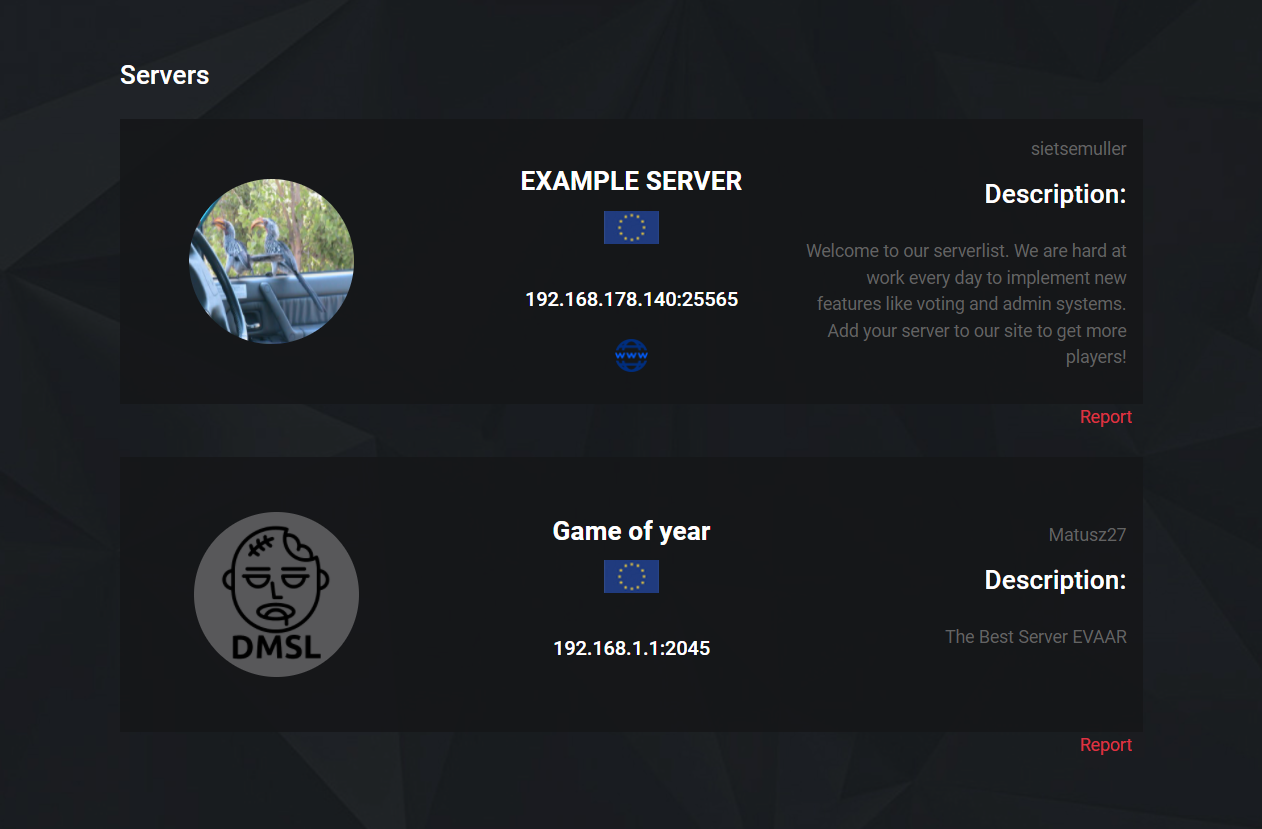 Servers
sietsemuller
EXAMPLE SERVER
Description:
Welcome to our serverlist. We are hard at
work every day to implement new
features like voting and admin systems.
Add your server to our site to get more
players!
192.168.178.140:25565
www
Report
Game of year
Matusz27
Description:
The Best Server EVAAR
192.168.1.1:2045
DMSL
Report